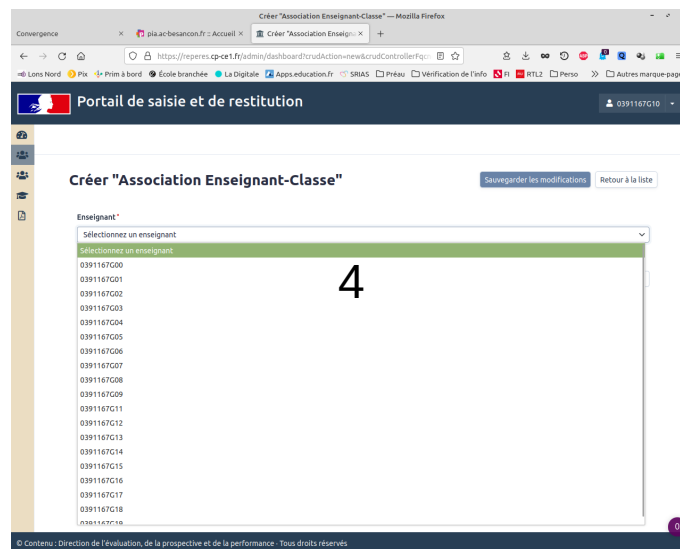 Créer "Association Enseignant-Classe" — Mozilla Firefox
Convergence
pia.ac-besancon.fr :: Accueil
Créer "Association Enseigna
https://reperes.cp-ce1.fr/admin/dashboard?crudAction=new&crudControllerFqcn
Lons Nord Pix Prim à bord École branchée La Digitale Apps.education.fr SRIAS Préau Vérification de l'info FI RTL2 Perso Autres marque-page
Portail de saisie et de restitution
0391167G10
Créer "Association Enseignant-Classe"
Sauvegarder les modifications
Retour à la liste
Enseignant*
Sélectionnez un enseignant
Sélectionnez un enseignant
0391167G00
0391167G01
4
0391167G02
0391167G03
0391167G04
0391167G05
0391167G06
0391167G07
0391167G08
0391167G09
0391167G11
0391167G12
0391167G13
0391167G14
0391167G15
0391167G16
0391167G17
0391167G18
0391167G19
© Contenu : Direction de l'évaluation, de la prospective et de la performance - Tous droits réservés